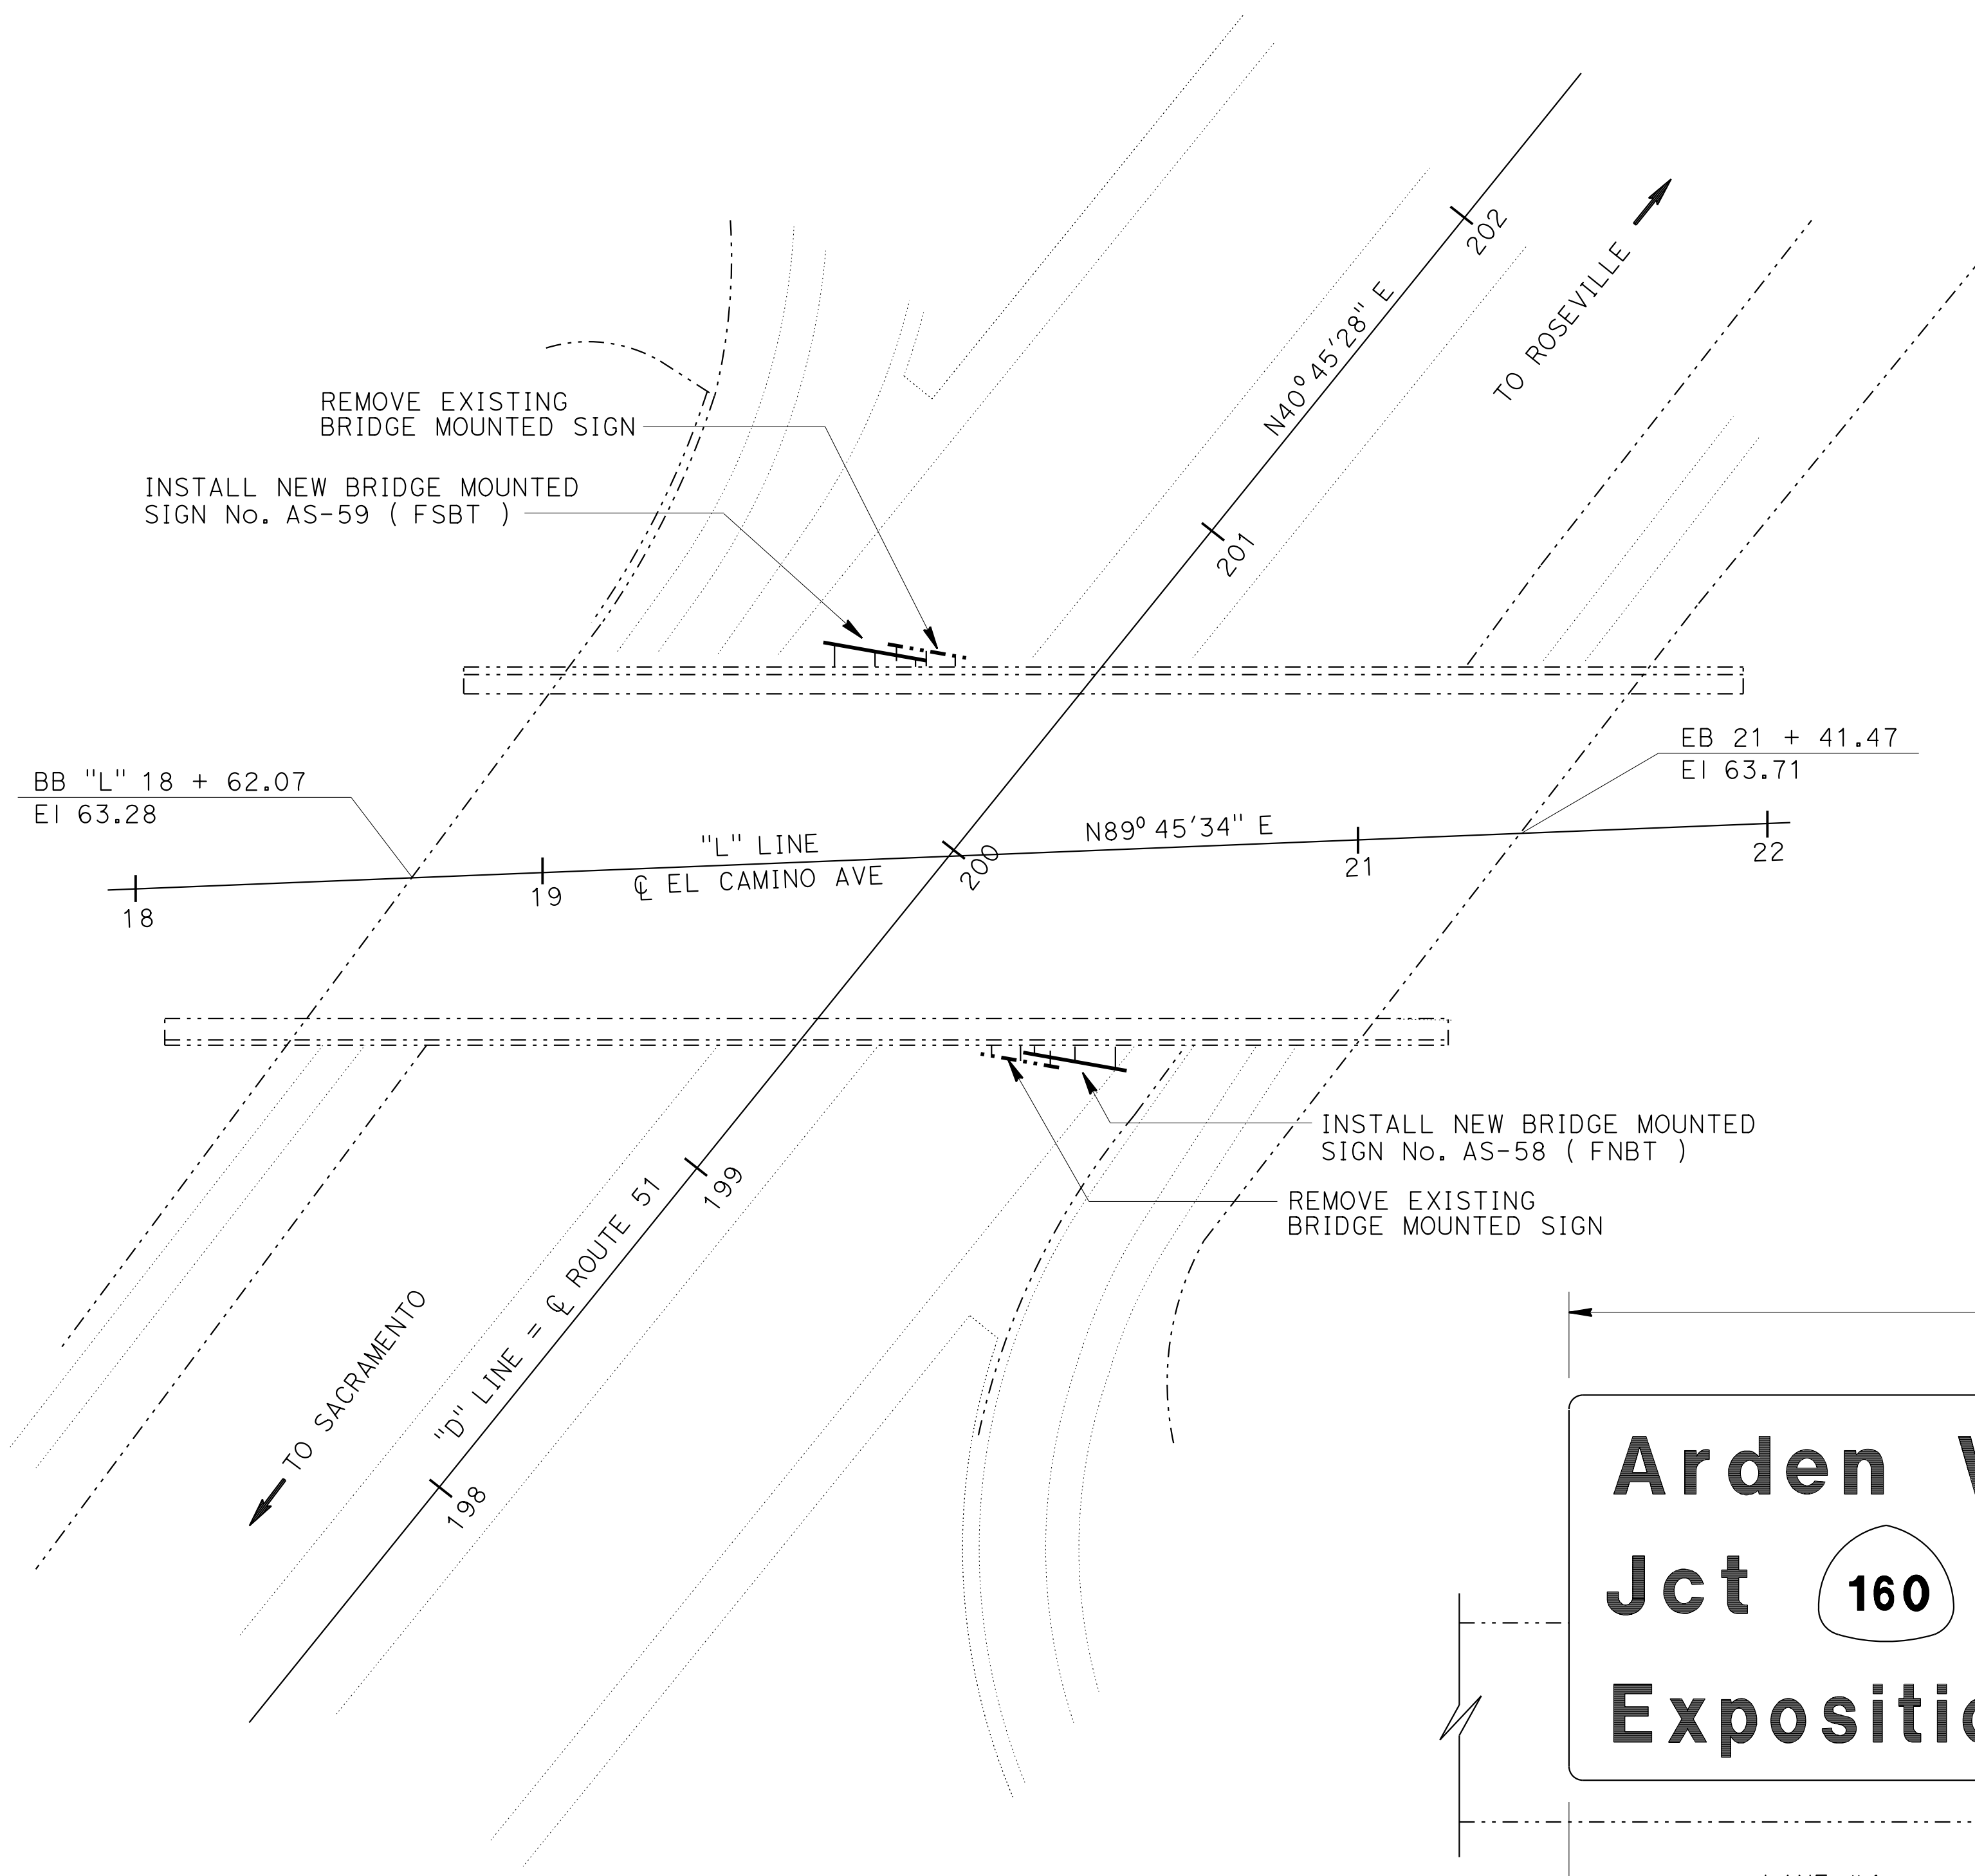 202
TO ROSEVILLE
N40° 45'28" E
REMOVE EXISTING
BRIDGE MOUNTED SIGN
INSTALL NEW BRIDGE MOUNTED
SIGN No. AS-59 ( FSBT )
201
EB 21 + 41.47
El 63.71
BB "L" 18 + 62.07
El 63.28
"L" LINE
℄ EL CAMINO AVE
N89° 45'34" E
18
19
200
21
22
INSTALL NEW BRIDGE MOUNTED
SIGN No. AS-58 ( FNBT )
REMOVE EXISTING
BRIDGE MOUNTED SIGN
199
"D" LINE = ℄ ROUTE 51
TO SACRAMENTO
198
Arden
Jct 160
Expositi